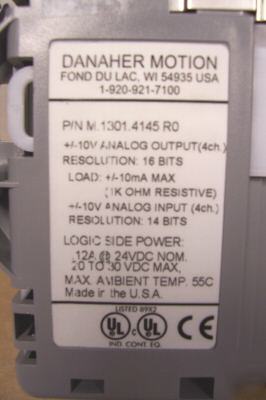 DANAHER MOTION
FOND DU LAC, WI 54935 USA
1-920-921-7100
P/N M.1301.4145 R0
+/-10V ANALOG OUTPUT(4ch.)
RESOLUTION: 16 BITS
LOAD: +/-10mA MAX
(1K OHM RESISTIVE)
+/-10V ANALOG INPUT (4ch.)
RESOLUTION: 14 BITS
LOGIC SIDE POWER:
.12A @ 24VDC NOM.
20 TO 30 VDC MAX,
MAX. AMBIENT TEMP. 55C
Made in the U.S.A.
LISTED 89X2
UL C UL CE
IND. CONT. EQ.